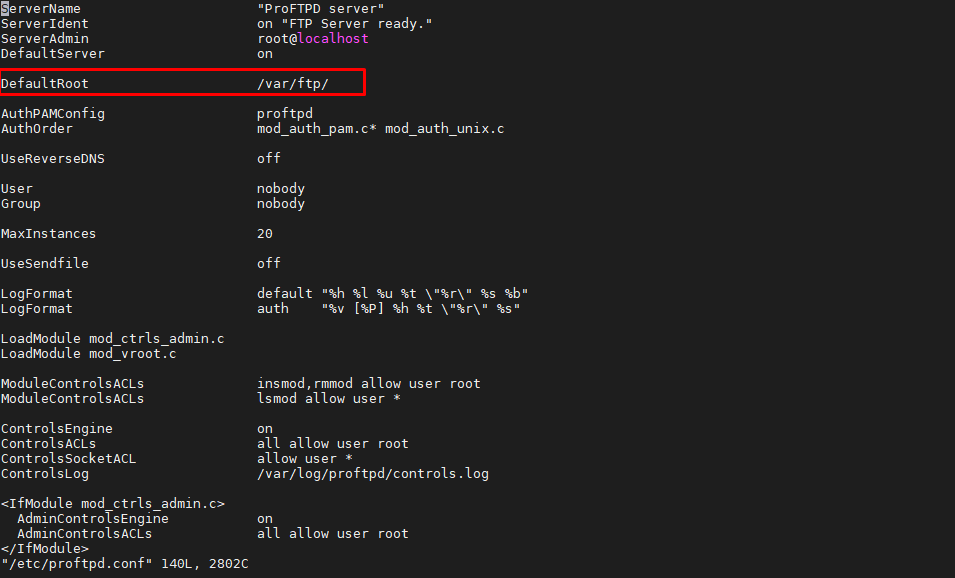 ServerName                      "ProFTPD server"
ServerIdent                     on "FTP Server ready."
ServerAdmin                     root@localhost
DefaultServer                   on
DefaultRoot                     /var/ftp/
AuthPAMConfig                   proftpd
AuthOrder                       mod_auth_pam.c* mod_auth_unix.c
UseReverseDNS                   off
User                            nobody
Group                           nobody
MaxInstances                    20
UseSendfile                     off
LogFormat                       default "%h %l %u %t \"%r\" %s %b"
LogFormat                       auth    "%v [%P] %h %t \"%r\" %s"
LoadModule mod_ctrls_admin.c
LoadModule mod_vroot.c
ModuleControlsACLs              insmod,rmmod allow user root
ModuleControlsACLs              lsmod allow user *
ControlsEngine                  on
ControlsACLs                    all allow user root
ControlsSocketACL               allow user *
ControlsLog                     /var/log/proftpd/controls.log
<IfModule mod_ctrls_admin.c>
  AdminControlsEngine           on
  AdminControlsACLs             all allow user root
</IfModule>
"/etc/proftpd.conf" 140L, 2802C